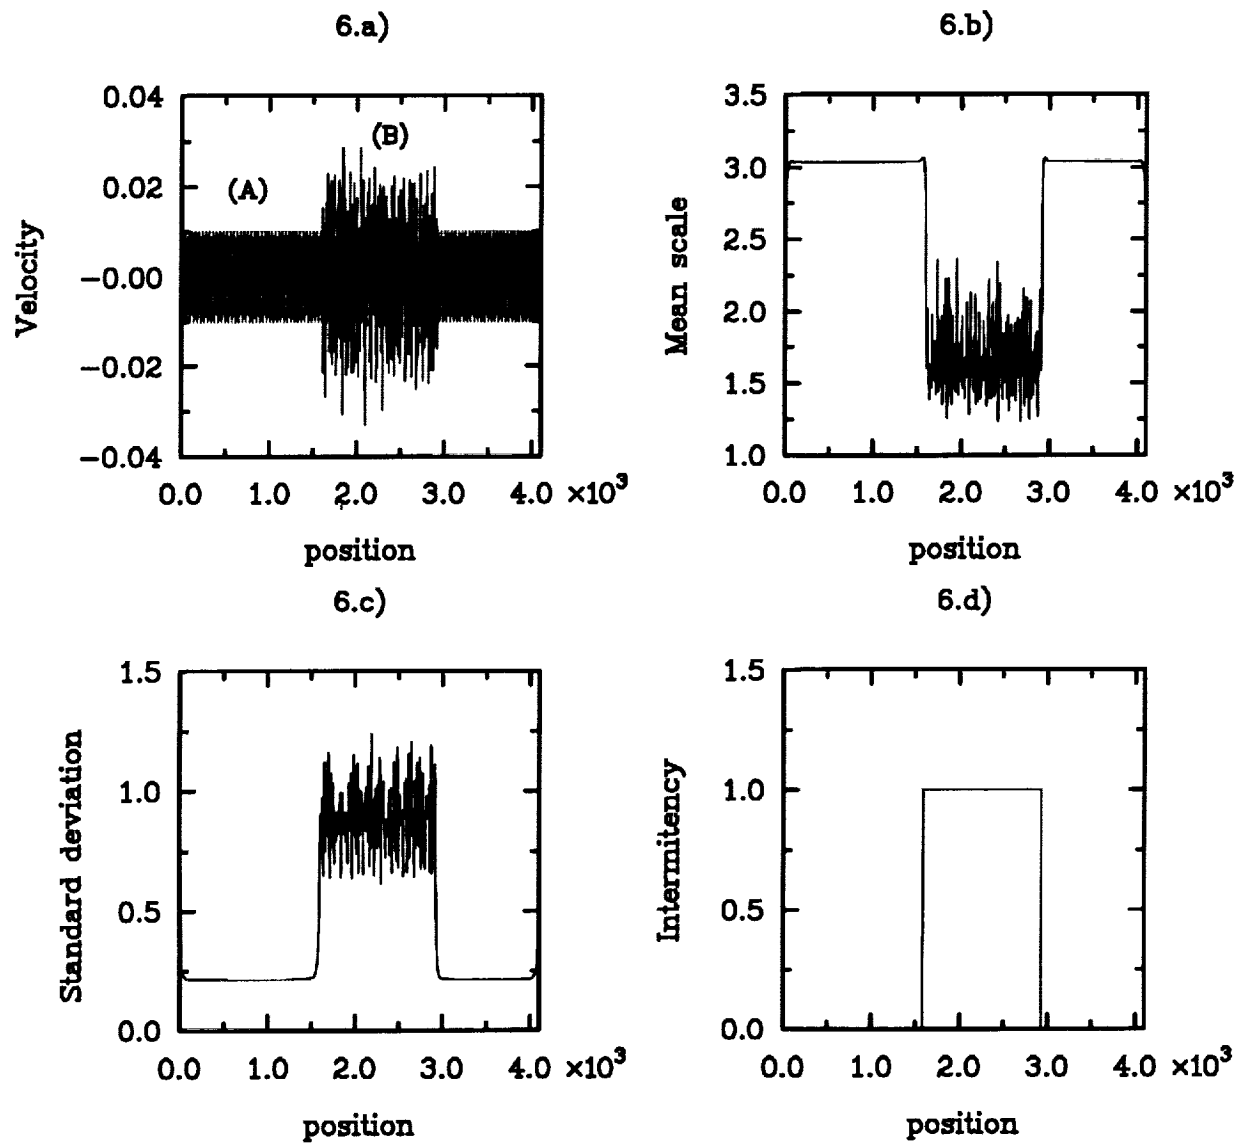 6.a)
0.04
(B)
(A)
0.02
Velocity
−0.00
−0.02
−0.04
0.0 1.0 2.0 3.0 4.0 ×10³
position
6.b)
3.5
3.0
2.5
Mean scale
2.0
1.5
1.0
0.0 1.0 2.0 3.0 4.0 ×10³
position
6.c)
1.5
1.0
Standard deviation
0.5
0.0
0.0 1.0 2.0 3.0 4.0 ×10³
position
6.d)
1.5
1.0
Intermitency
0.5
0.0
0.0 1.0 2.0 3.0 4.0 ×10³
position